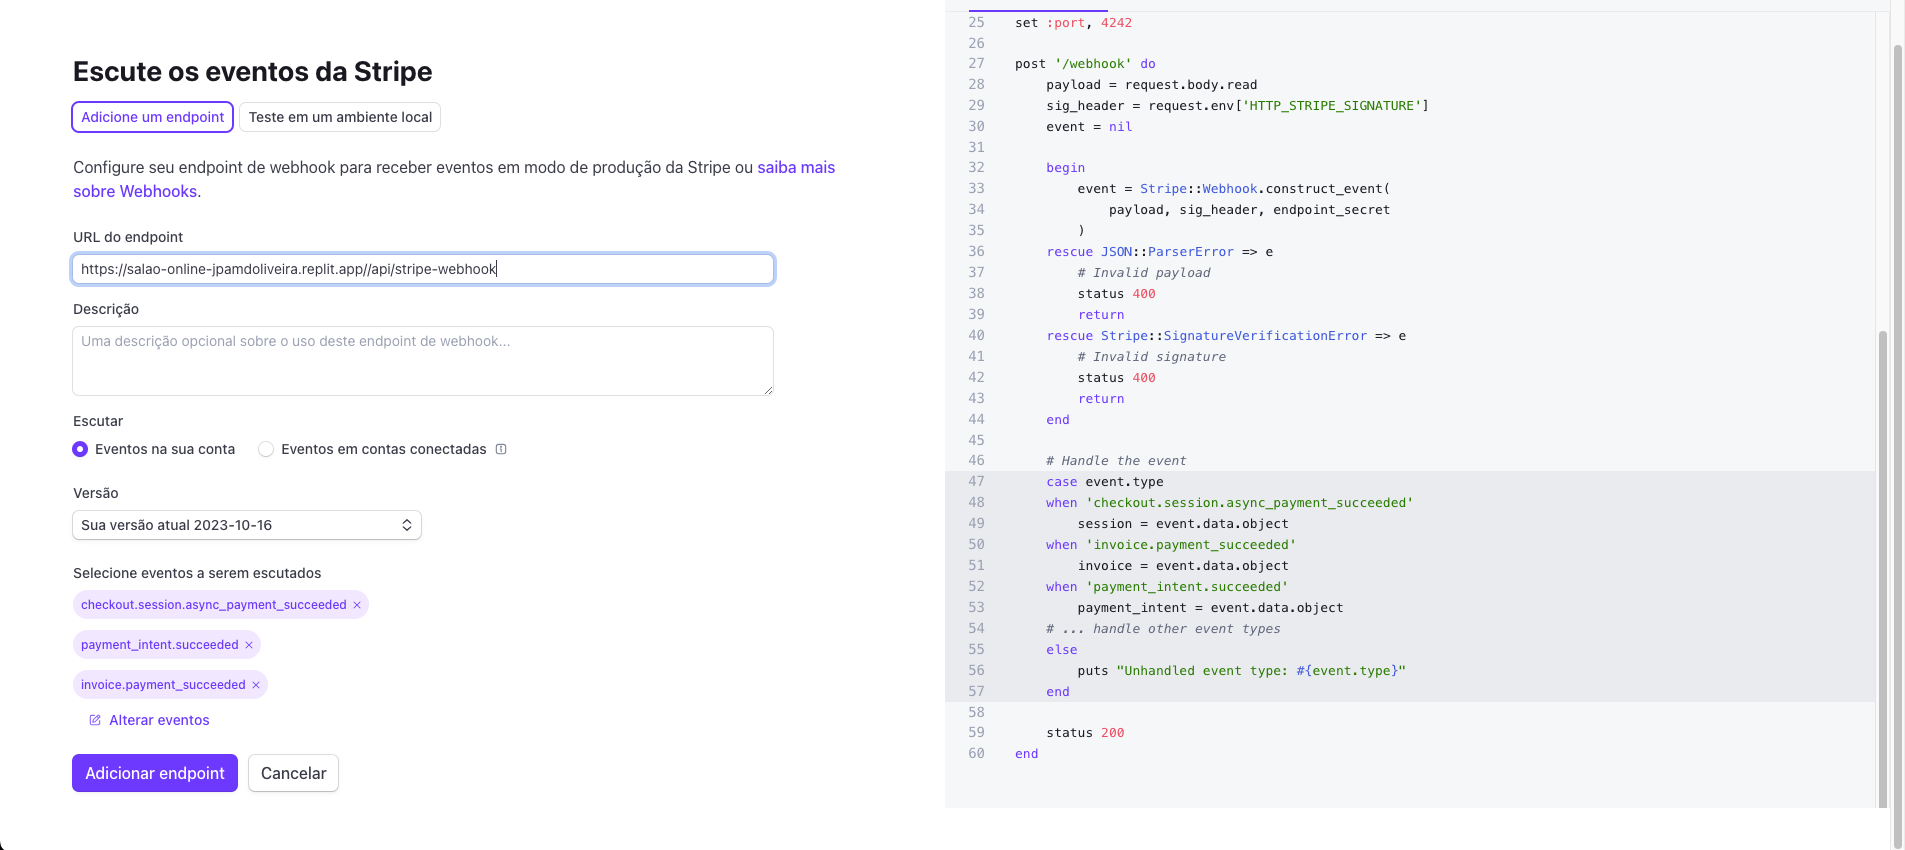 Escute os eventos da Stripe
Adicione um endpoint
Teste em um ambiente local
Configure seu endpoint de webhook para receber eventos em modo de produção da Stripe ou saiba mais
sobre Webhooks.
URL do endpoint
https://salao-online-jpamdoliveira.replit.app//api/stripe-webhook
Descrição
Uma descrição opcional sobre o uso deste endpoint de webhook...
Escutar
Eventos na sua conta
Eventos em contas conectadas
Versão
Sua versão atual 2023-10-16
Selecione eventos a serem escutados
checkout.session.async_payment_succeeded ×
payment_intent.succeeded ×
invoice.payment_succeeded ×
Alterar eventos
Adicionar endpoint
Cancelar
25 set :port, 4242
26
27 post '/webhook' do
28     payload = request.body.read
29     sig_header = request.env['HTTP_STRIPE_SIGNATURE']
30     event = nil
31
32     begin
33         event = Stripe::Webhook.construct_event(
34             payload, sig_header, endpoint_secret
35         )
36     rescue JSON::ParserError => e
37         # Invalid payload
38         status 400
39         return
40     rescue Stripe::SignatureVerificationError => e
41         # Invalid signature
42         status 400
43         return
44     end
45
46     # Handle the event
47     case event.type
48     when 'checkout.session.async_payment_succeeded'
49         session = event.data.object
50     when 'invoice.payment_succeeded'
51         invoice = event.data.object
52     when 'payment_intent.succeeded'
53         payment_intent = event.data.object
54     # ... handle other event types
55     else
56         puts "Unhandled event type: #{event.type}"
57     end
58
59     status 200
60 end